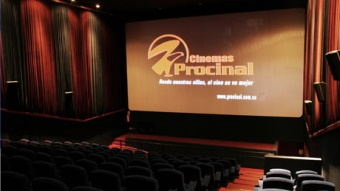 Cinemas
Procinal
Desde nuestras sillas, el cine se ve mejor
www.procinal.com.co